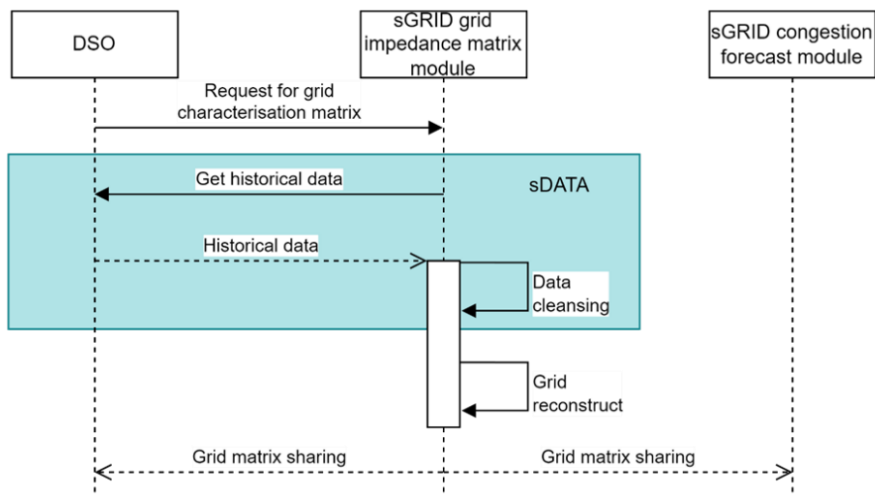 DSO
sGRID grid
impedance matrix
module
sGRID congestion
forecast module
Request for grid
characterisation matrix
sDATA
Get historical data
Historical data
Data
cleansing
Grid
reconstruct
Grid matrix sharing
Grid matrix sharing